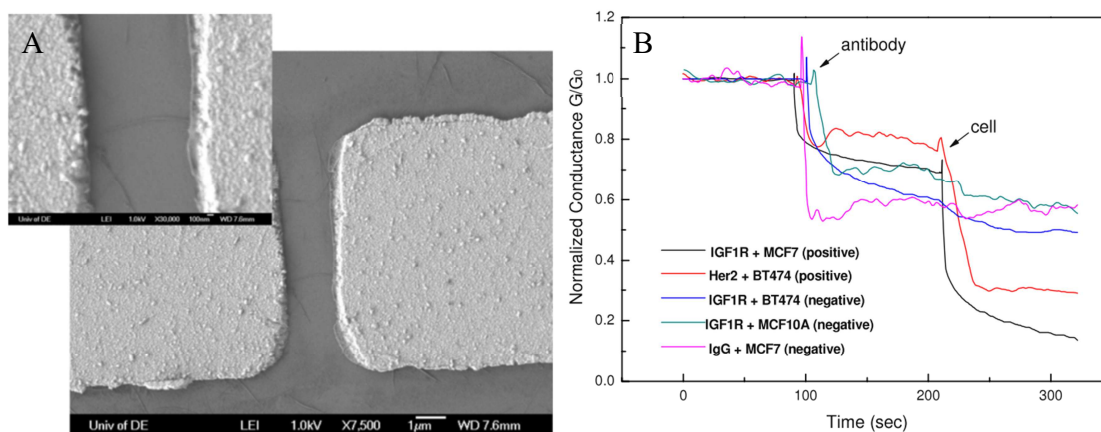 A
Univ of DE LEI 1.0kV X30,000 100nm WD 7.6mm
Univ of DE LEI 1.0kV X7,500 1μm WD 7.6mm
B
Normalized Conductance G/G0
1.0
0.8
0.6
0.4
0.2
0.0
antibody
cell
IGF1R + MCF7 (positive)
Her2 + BT474 (positive)
IGF1R + BT474 (negative)
IGF1R + MCF10A (negative)
IgG + MCF7 (negative)
0 100 200 300
Time (sec)